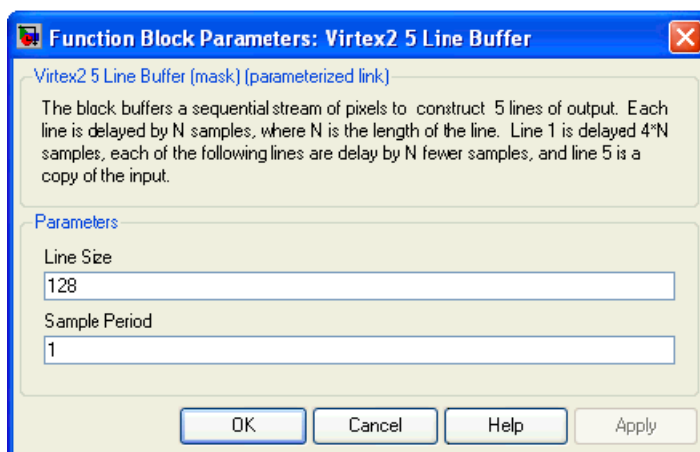 Function Block Parameters: Virtex2 5 Line Buffer
Virtex2 5 Line Buffer (mask) (parameterized link)
The block buffers a sequential stream of pixels to construct 5 lines of output. Each
line is delayed by N samples, where N is the length of the line. Line 1 is delayed 4*N
samples, each of the following lines are delay by N fewer samples, and line 5 is a
copy of the input.
Parameters
Line Size
128
Sample Period
1
OK
Cancel
Help
Apply